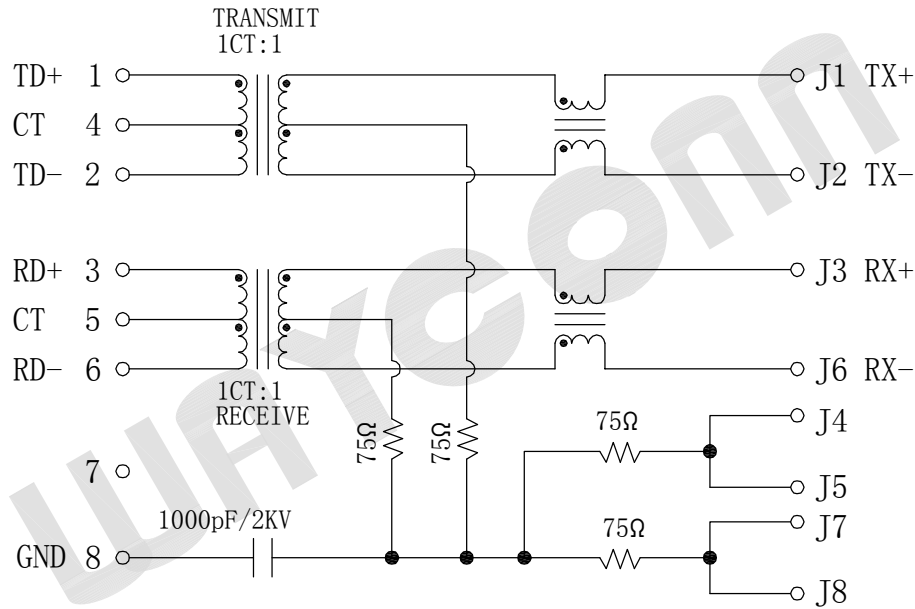 TRANSMIT
1CT:1
TD+ 1
J1 TX+
CT 4
TD- 2
J2 TX-
RD+ 3
J3 RX+
CT 5
RD- 6
J6 RX-
1CT:1
RECEIVE
75Ω
75Ω
75Ω
J4
7
J5
1000pF/2KV
75Ω
J7
GND 8
J8
WAYCONN